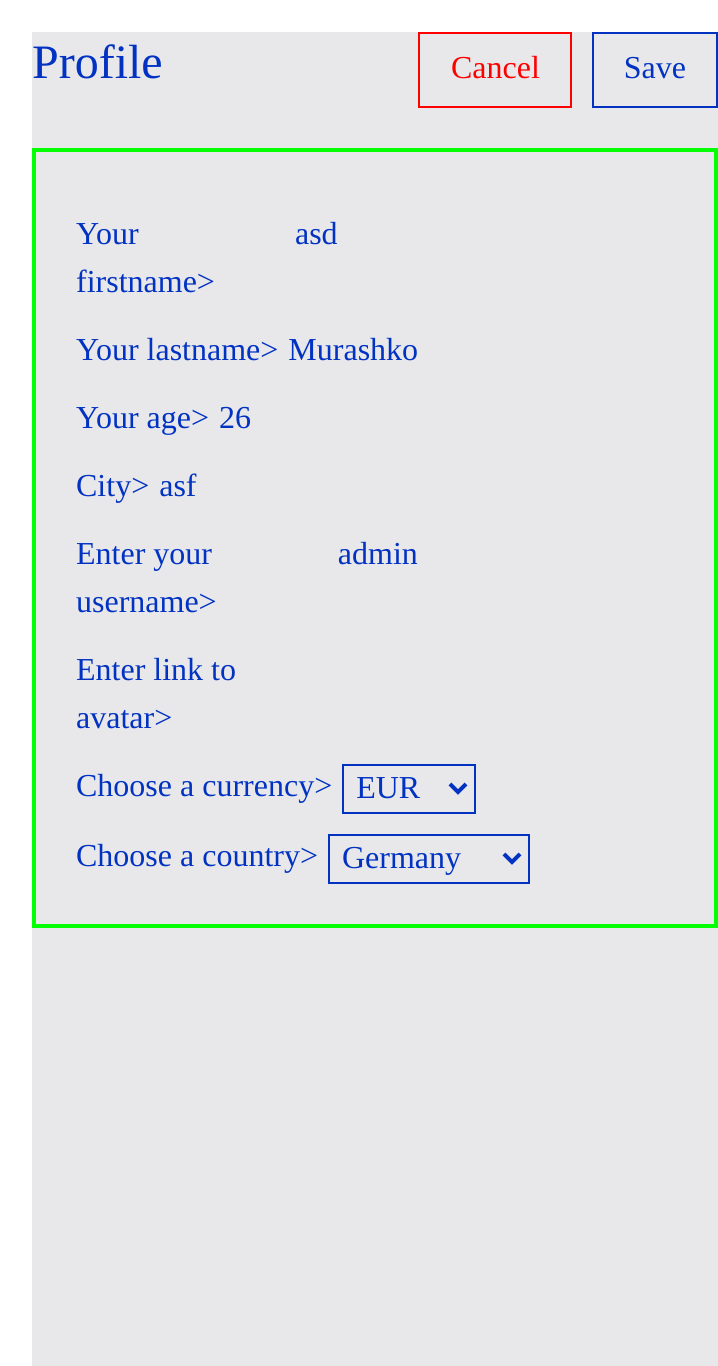 Profile Cancel Save
Your asd
firstname>
Your lastname> Murashko
Your age> 26
City> asf
Enter your admin
username>
Enter link to
avatar>
Choose a currency> EUR
Choose a country> Germany